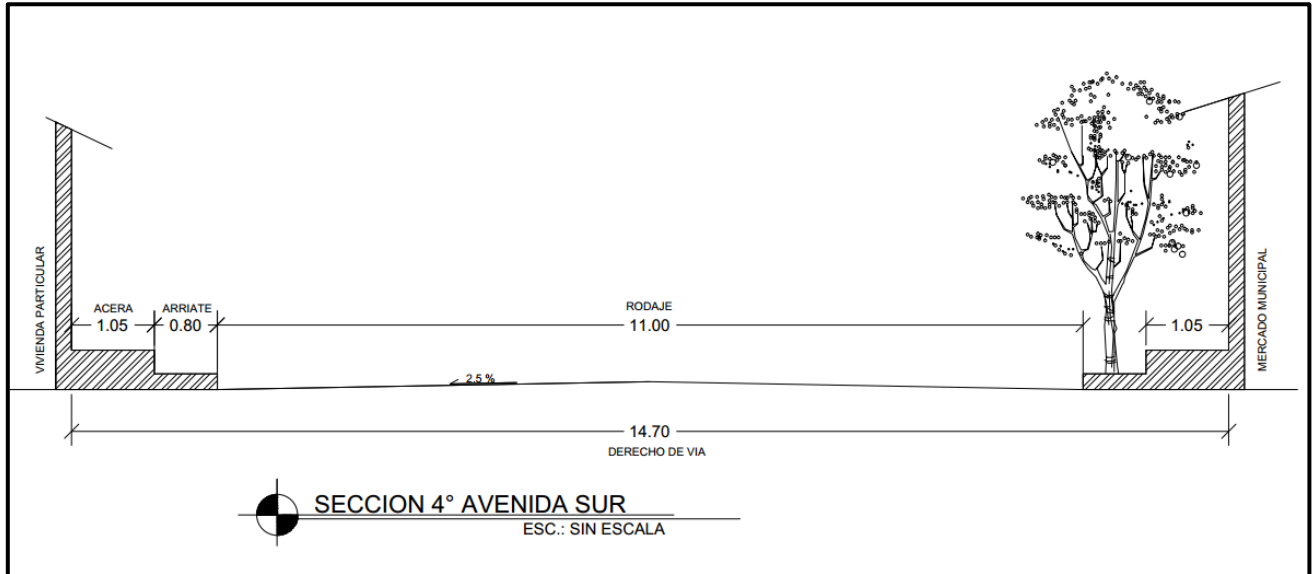 VIVIENDA PARTICULAR
ACERA
1.05
ARRIATE
0.80
RODAJE
11.00
1.05
MERCADO MUNICIPAL
2.5 %
14.70
DERECHO DE VIA
SECCION 4° AVENIDA SUR
ESC.: SIN ESCALA